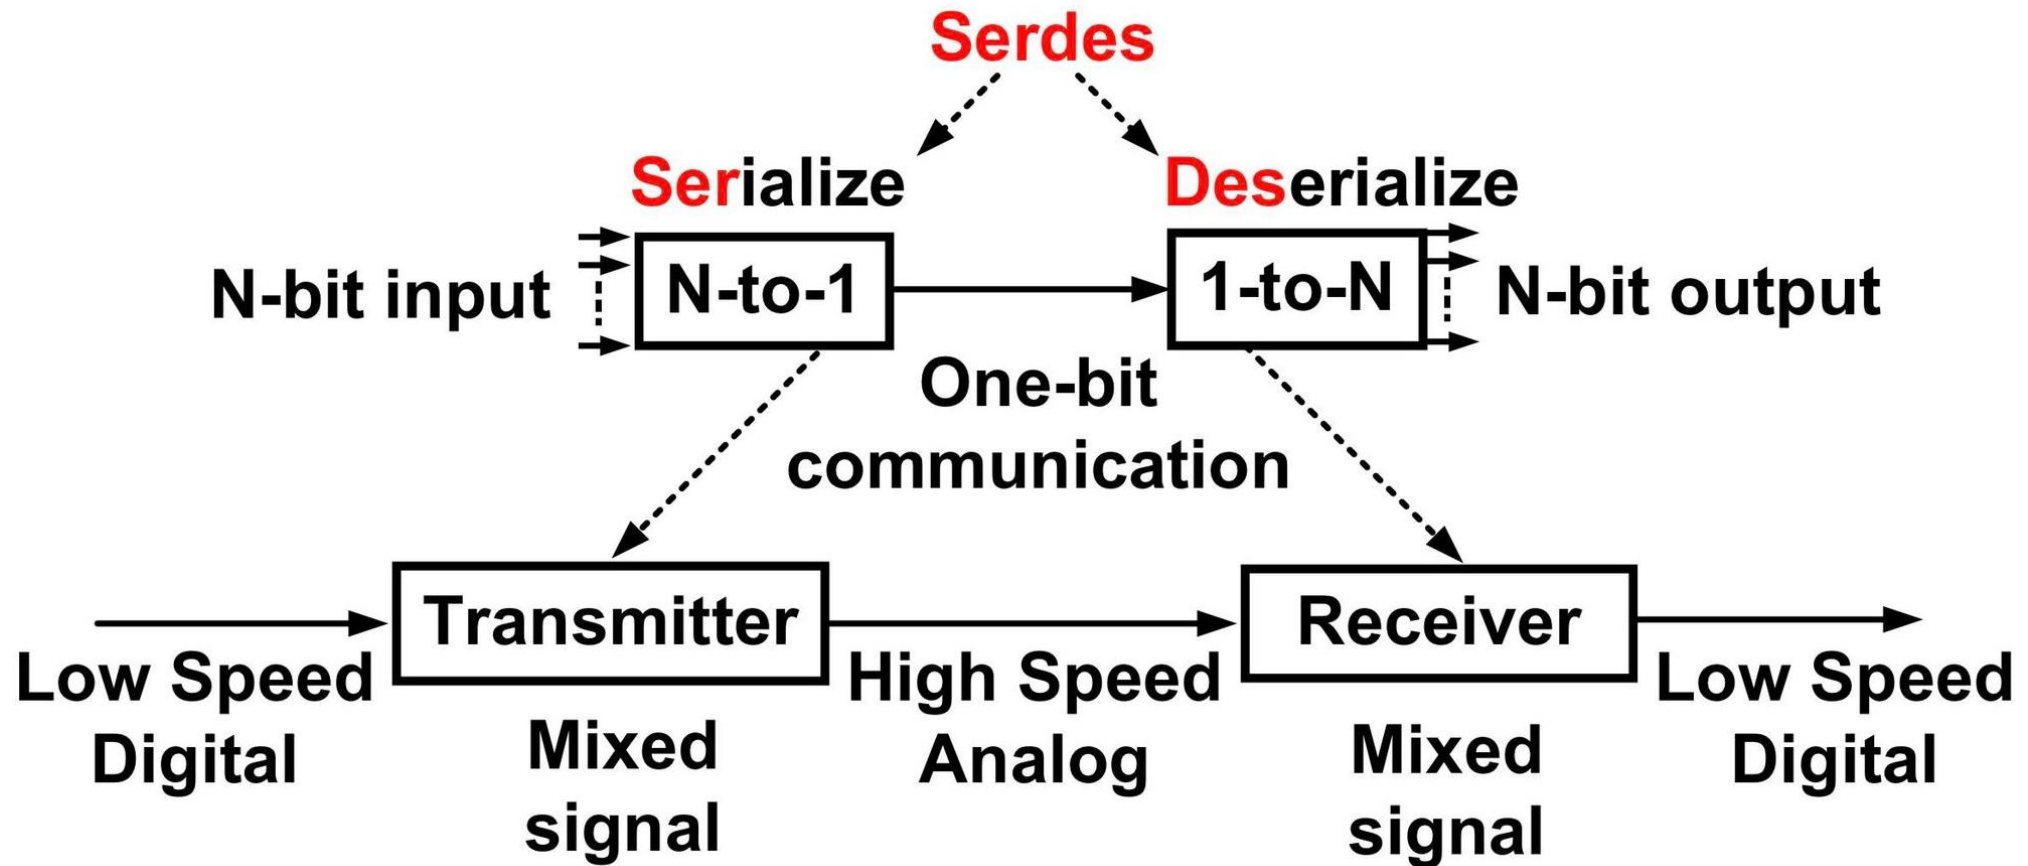 Serdes
Serialize
Deserialize
N-bit input
N-to-1
1-to-N
N-bit output
One-bit
communication
Transmitter
Receiver
Low Speed
Digital
Mixed
signal
High Speed
Analog
Mixed
signal
Low Speed
Digital